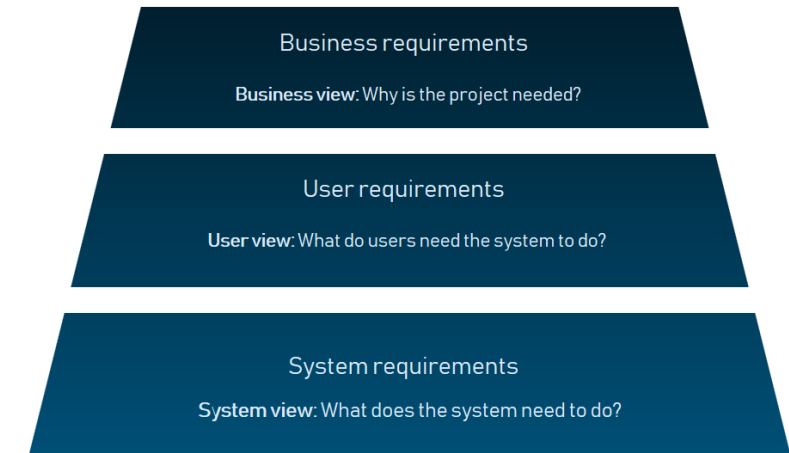 Business requirements
Business view: Why is the project needed?
User requirements
User view: What do users need the system to do?
System requirements
System view: What does the system need to do?